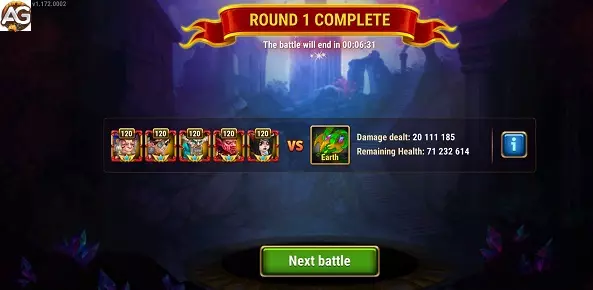 AG
v1.172.0002
ROUND 1 COMPLETE
The battle will end in 00:06:31
120 120 120 120 120
VS
Earth
Damage dealt: 20 111 185
Remaining Health: 71 232 614
i
Next battle
AG